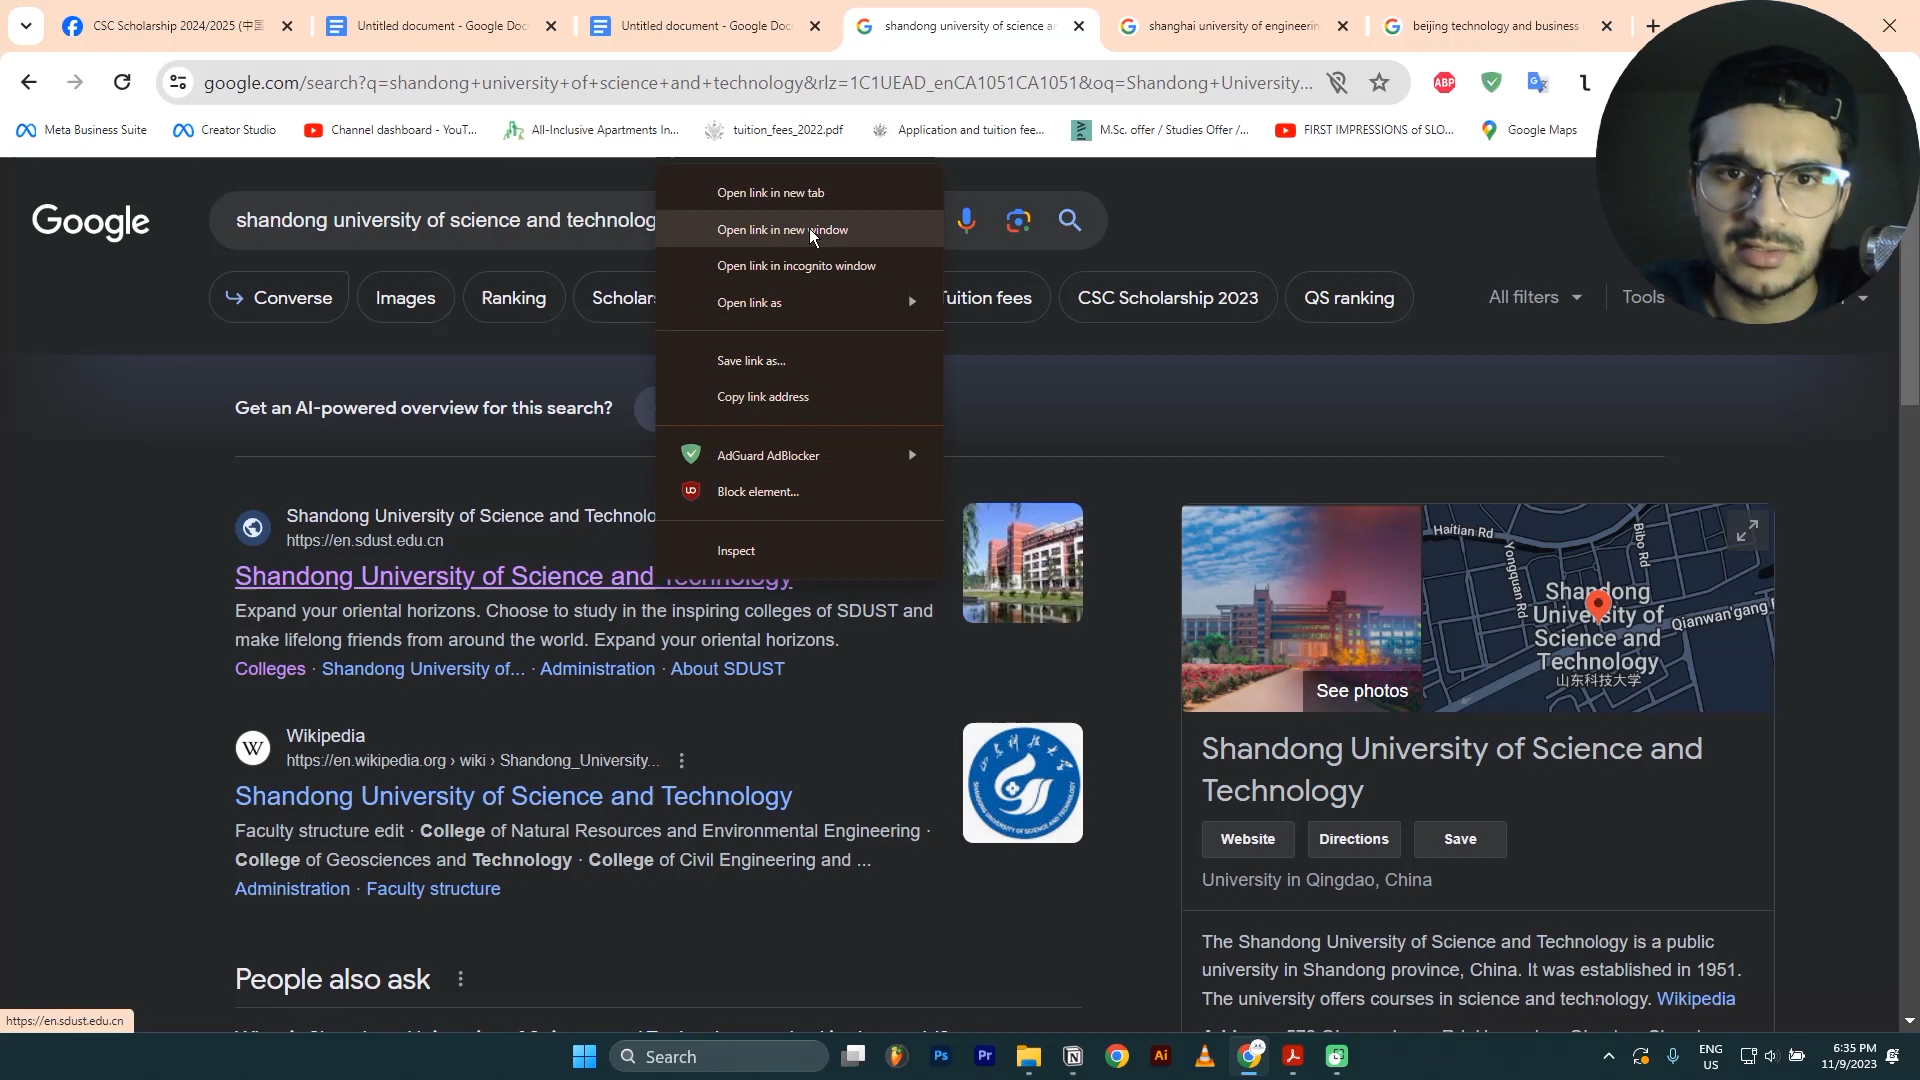 CSC Scholarship 2024/2025 (中国
Untitled document - Google Doc
Untitled document - Google Doc
shandong university of science an
shanghai university of engineerin
beijing technology and business
google.com/search?q=shandong+university+of+science+and+technology&rlz=1C1UEAD_enCA1051CA1051&oq=Shandong+University...
ABP
Meta Business Suite
Creator Studio
Channel dashboard - YouT...
All-Inclusive Apartments In...
tuition_fees_2022.pdf
Application and tuition fee...
M.Sc. offer / Studies Offer /...
FIRST IMPRESSIONS of SLO...
Google Maps
Google
shandong university of science and technolog
Converse
Images
Ranking
Scholars
Tuition fees
CSC Scholarship 2023
QS ranking
All filters
Tools
Open link in new tab
Open link in new window
Open link in incognito window
Open link as
Save link as...
Copy link address
AdGuard AdBlocker
Block element...
Inspect
Get an AI-powered overview for this search?
Shandong University of Science and Technolo
https://en.sdust.edu.cn
Shandong University of Science and Technology
Expand your oriental horizons. Choose to study in the inspiring colleges of SDUST and
make lifelong friends from around the world. Expand your oriental horizons.
Colleges · Shandong University of... · Administration · About SDUST
W
Wikipedia
https://en.wikipedia.org › wiki › Shandong_University...
Shandong University of Science and Technology
Faculty structure edit · College of Natural Resources and Environmental Engineering ·
College of Geosciences and Technology · College of Civil Engineering and ...
Administration · Faculty structure
People also ask
See photos
Haitian Rd
Yongquan Rd
Bibo Rd
Qianwan'gang R
Shandong
University of
Science and
Technology
山东科技大学
Shandong University of Science and
Technology
Website
Directions
Save
University in Qingdao, China
The Shandong University of Science and Technology is a public
university in Shandong province, China. It was established in 1951.
The university offers courses in science and technology. Wikipedia
https://en.sdust.edu.cn
Search
Ps
Pr
Ai
ENG
US
6:35 PM
11/9/2023